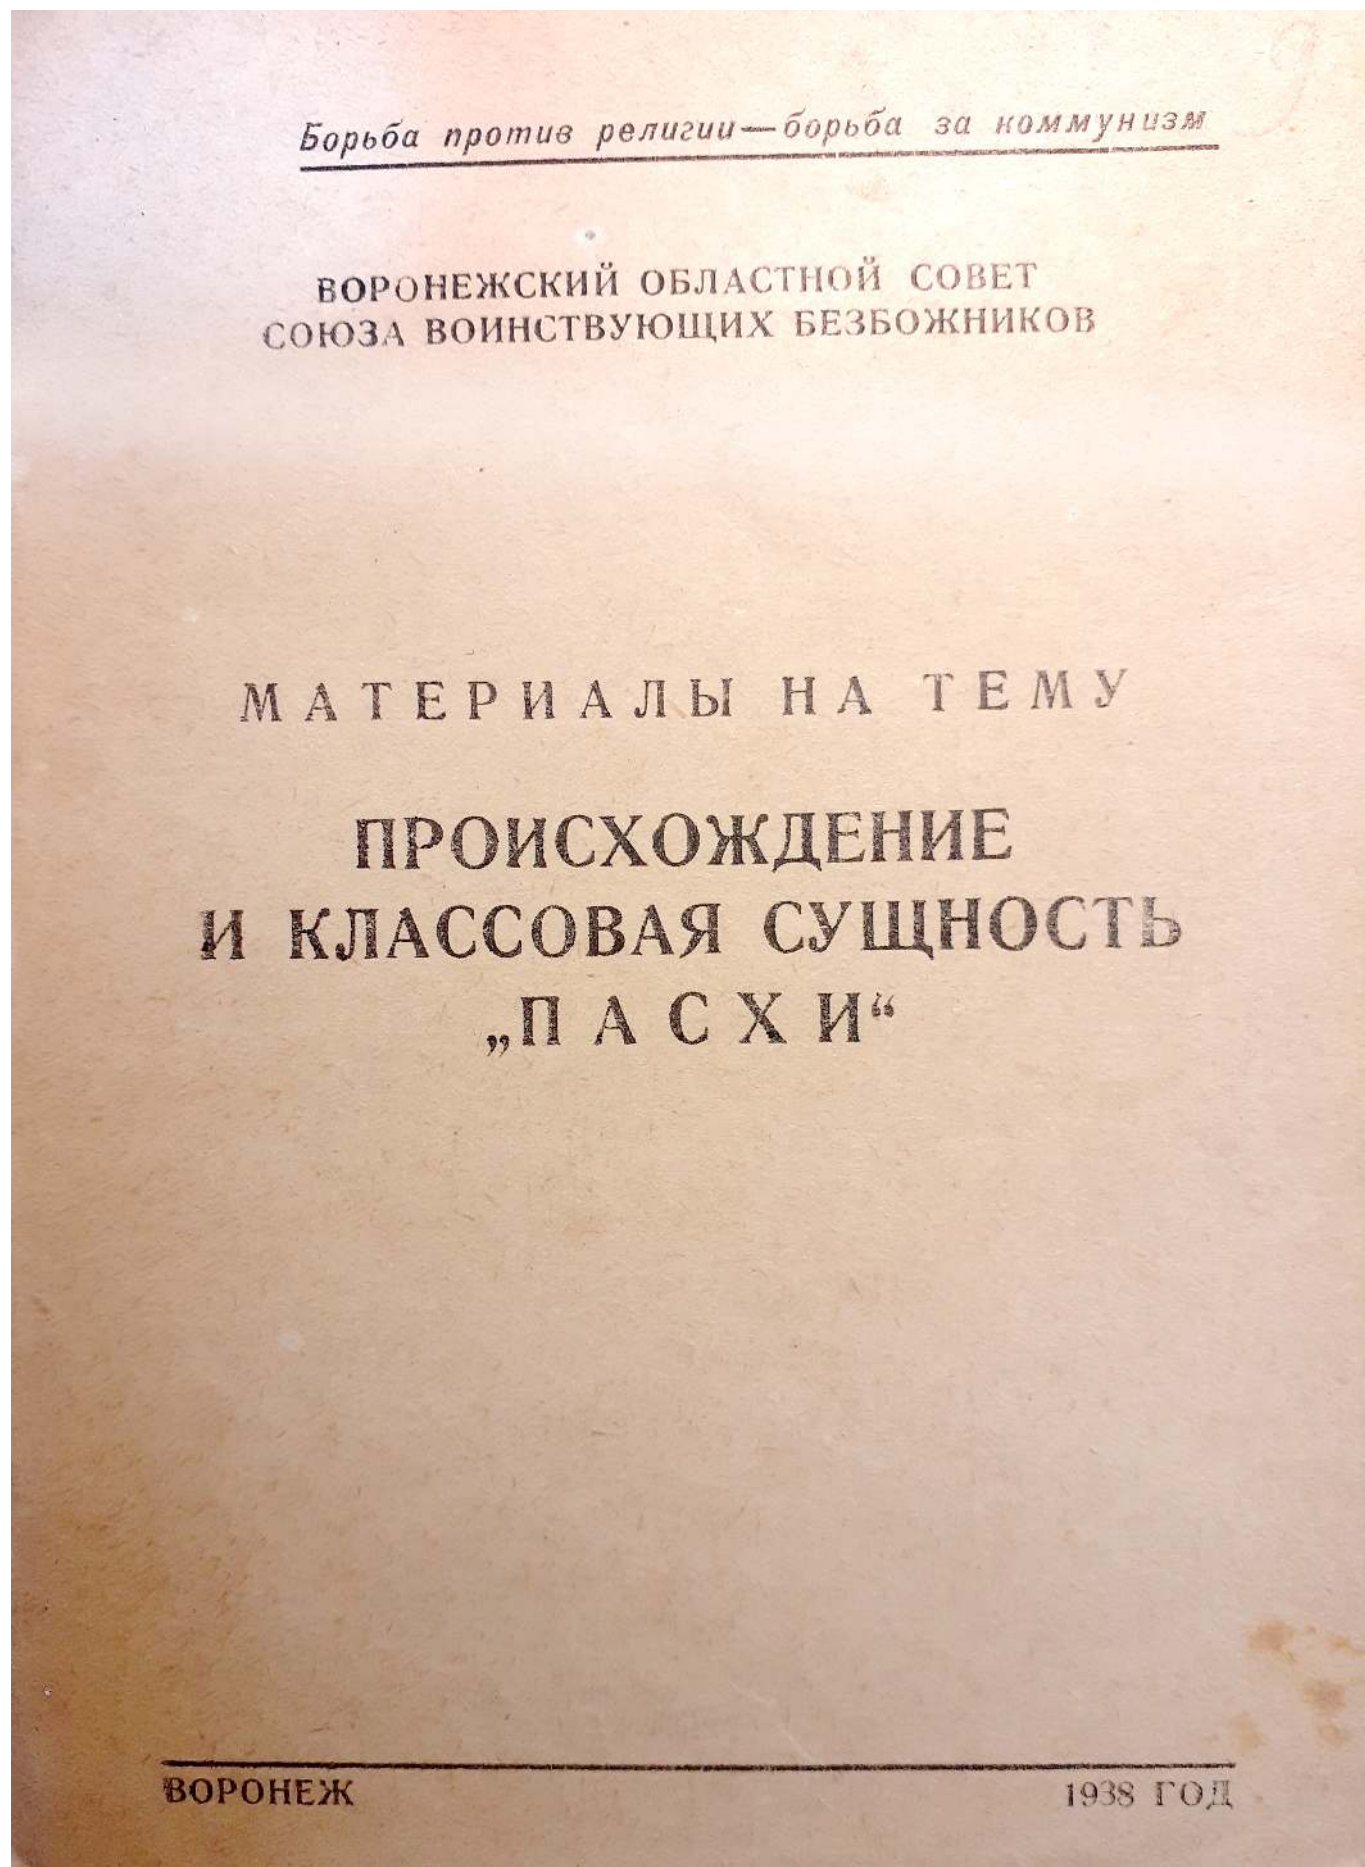 Борьба против религии—борьба за коммунизм
ВОРОНЕЖСКИЙ ОБЛАСТНОЙ СОВЕТ
СОЮЗА ВОИНСТВУЮЩИХ БЕЗБОЖНИКОВ
МАТЕРИАЛЫ НА ТЕМУ
ПРОИСХОЖДЕНИЕ
И КЛАССОВАЯ СУЩНОСТЬ
„ПАСХИ“
ВОРОНЕЖ 1938 ГОД